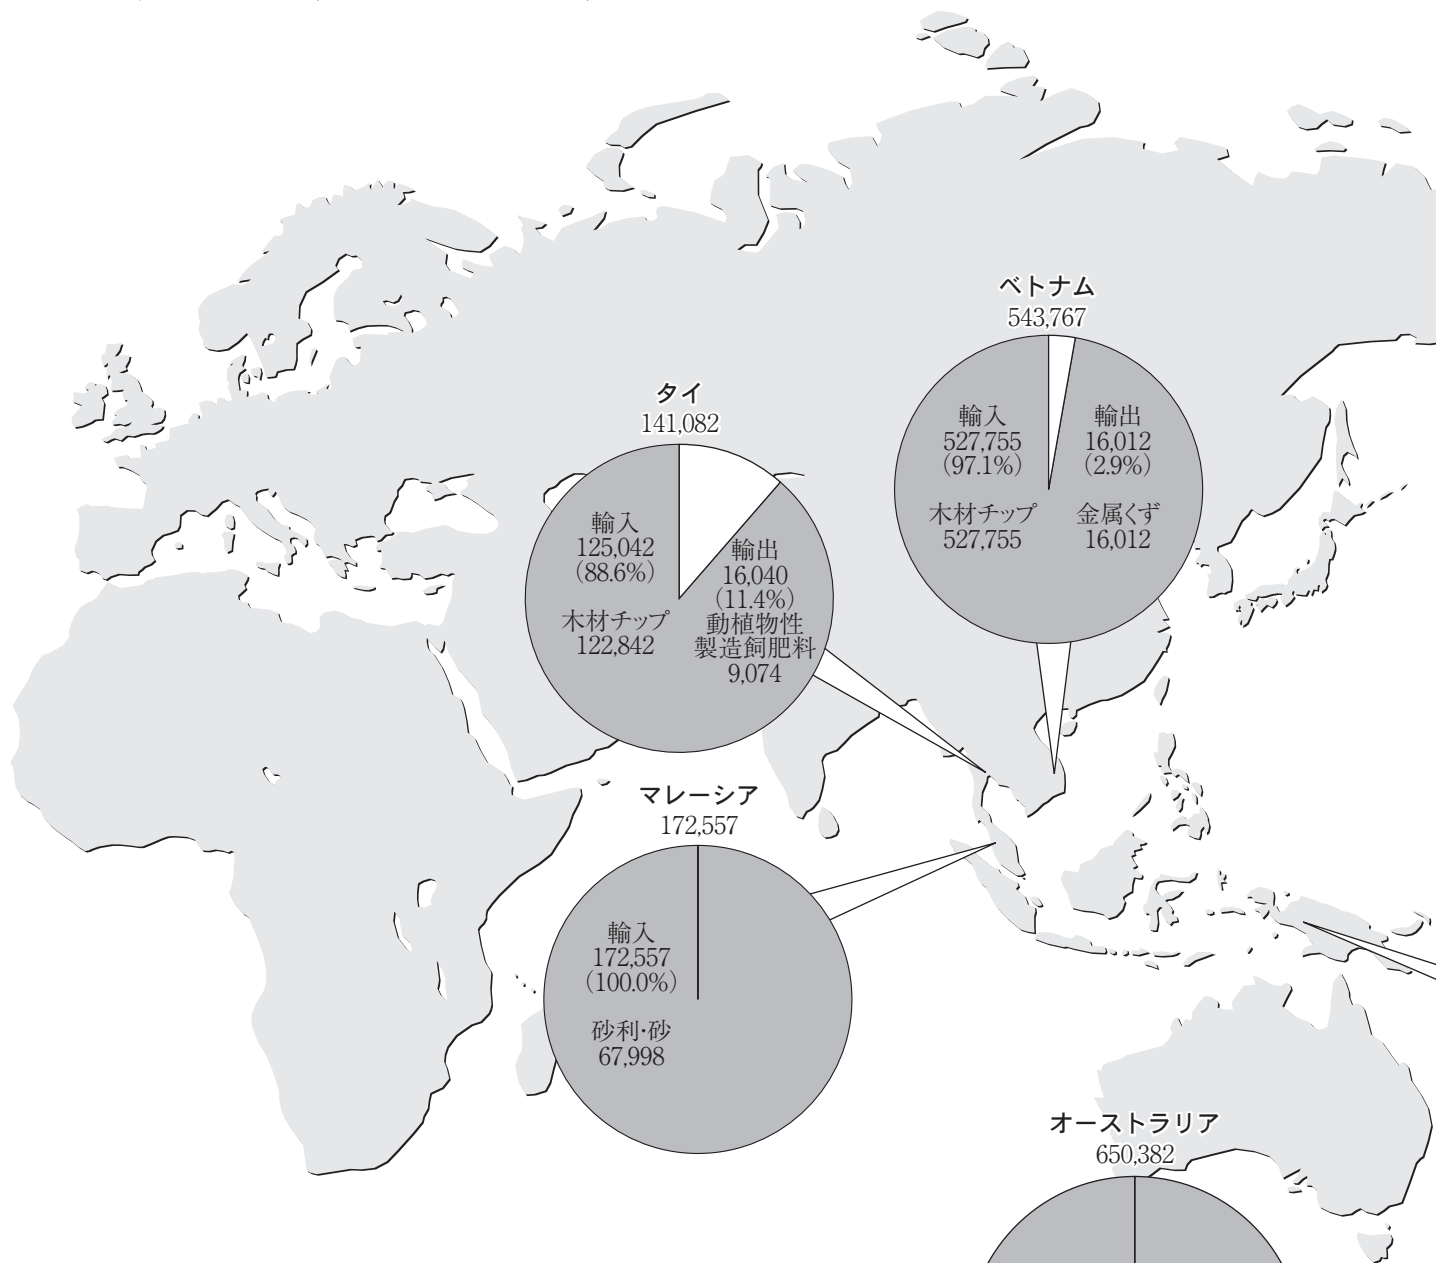 ベトナム
543,767
輸入
527,755
(97.1%)
木材チップ
527,755
輸出
16,012
(2.9%)
金属くず
16,012
タイ
141,082
輸入
125,042
(88.6%)
木材チップ
122,842
輸出
16,040
(11.4%)
動植物性
製造飼肥料
9,074
マレーシア
172,557
輸入
172,557
(100.0%)
砂利・砂
67,998
オーストラリア
650,382